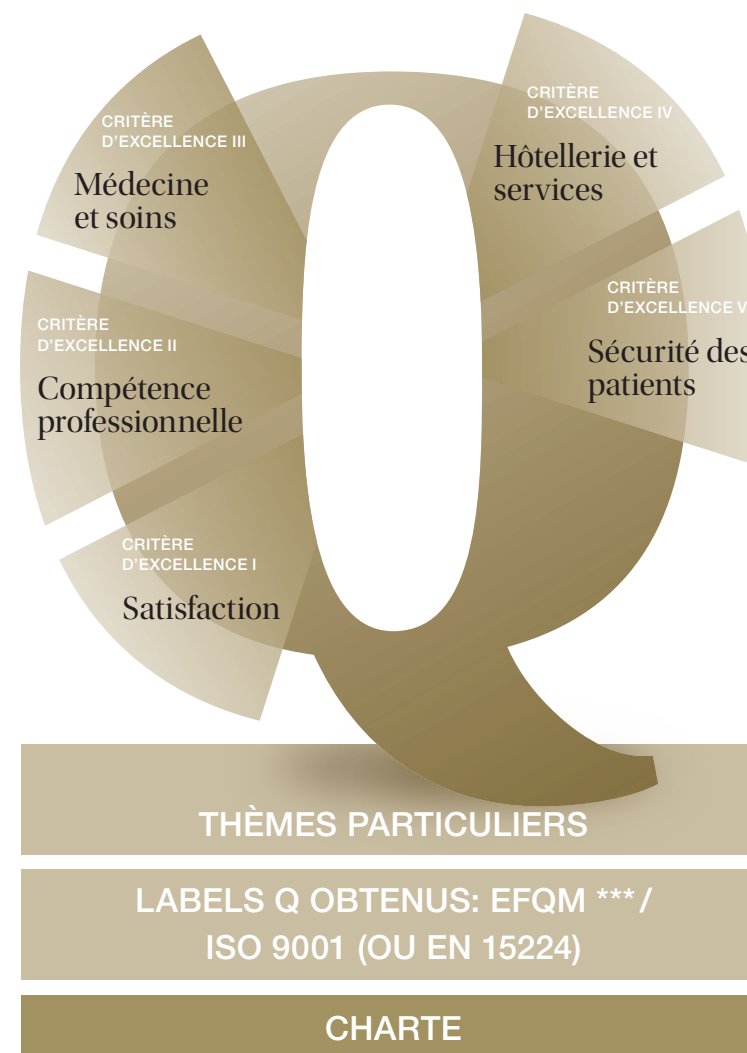 CRITÈRE
D'EXCELLENCE III
Médecine
et soins
CRITÈRE
D'EXCELLENCE IV
Hôtellerie et
services
CRITÈRE
D'EXCELLENCE II
Compétence
professionnelle
CRITÈRE
D'EXCELLENCE V
Sécurité des
patients
CRITÈRE
D'EXCELLENCE I
Satisfaction
Q
THÈMES PARTICULIERS
LABELS Q OBTENUS: EFQM ***/
ISO 9001 (OU EN 15224)
CHARTE